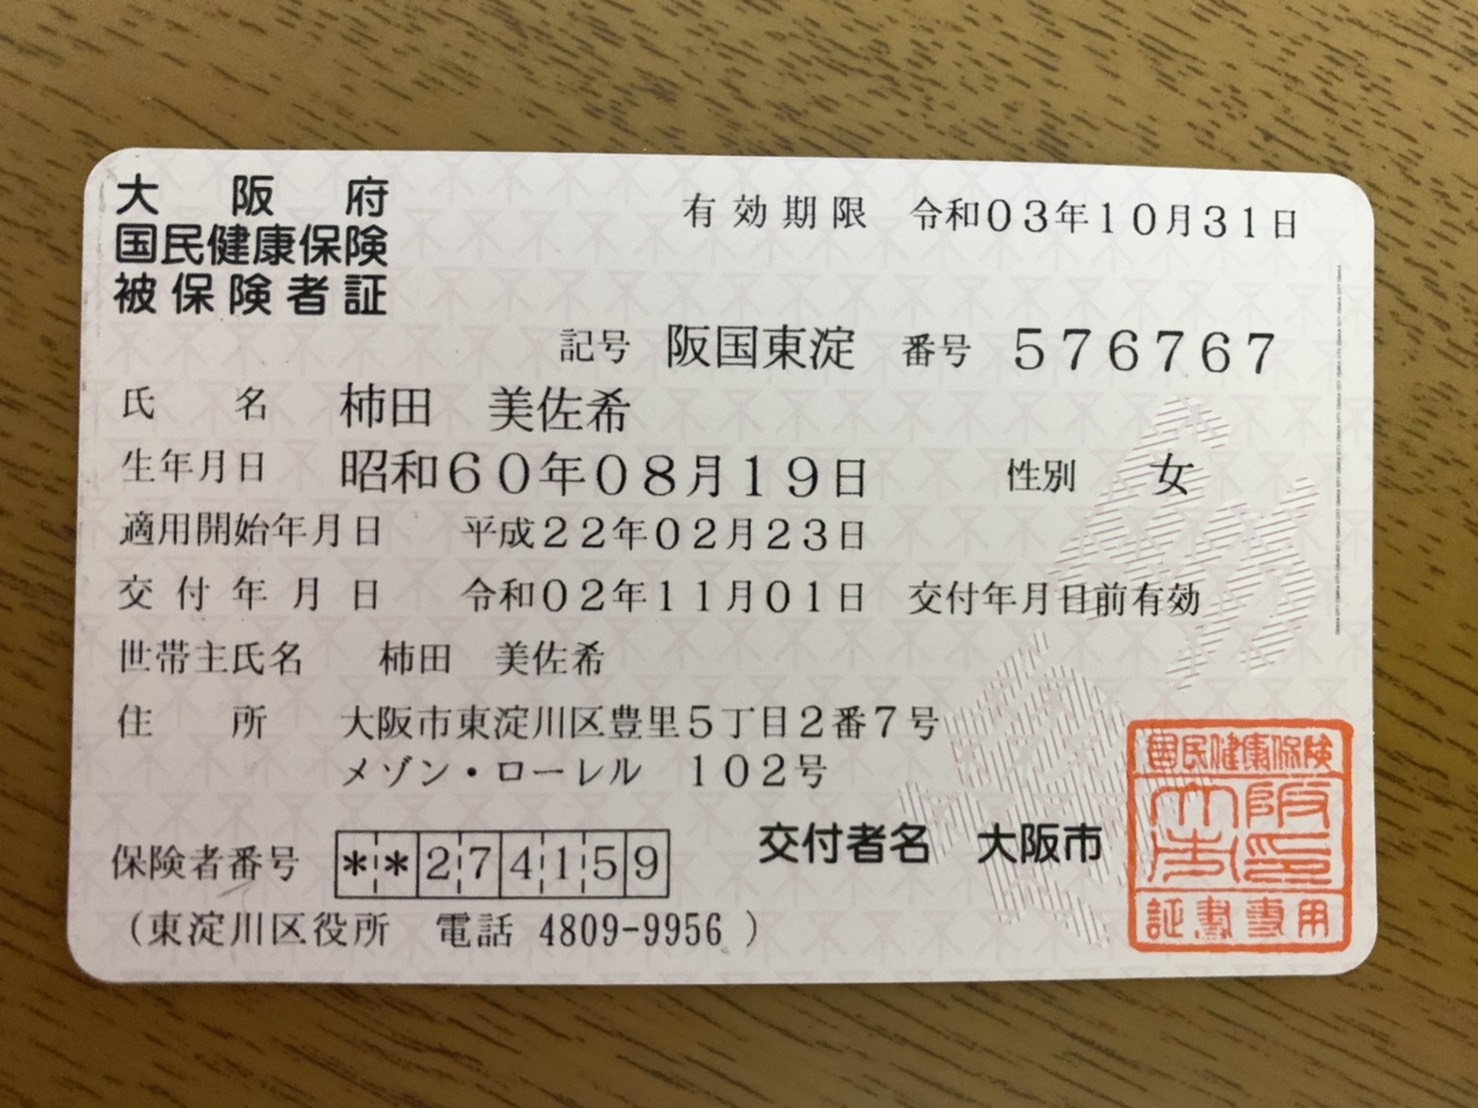 大阪府
国民健康保険
被保険者証
有効期限 令和03年10月31日
記号 阪国東淀 番号 576767
氏名 柿田 美佐希
生年月日 昭和60年08月19日 性別 女
適用開始年月日 平成22年02月23日
交付年月日 令和02年11月01日 交付年月日前有効
世帯主氏名 柿田 美佐希
住所 大阪市東淀川区豊里5丁目2番7号
メゾン・ローレル 102号
保険者番号 **274159
交付者名 大阪市
(東淀川区役所 電話 4809-9956 )
国民健康保険
大阪
市印
証書専用